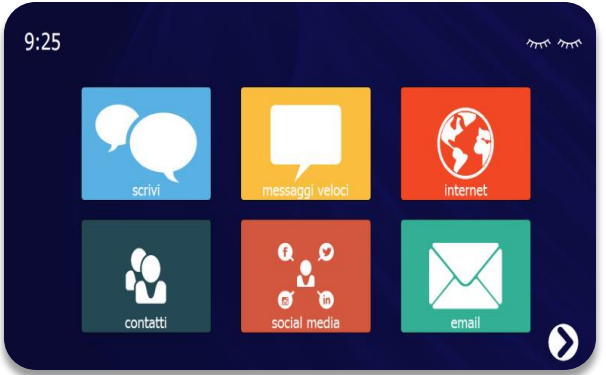 9:25
scrivi
messaggi veloci
internet
contatti
social media
email